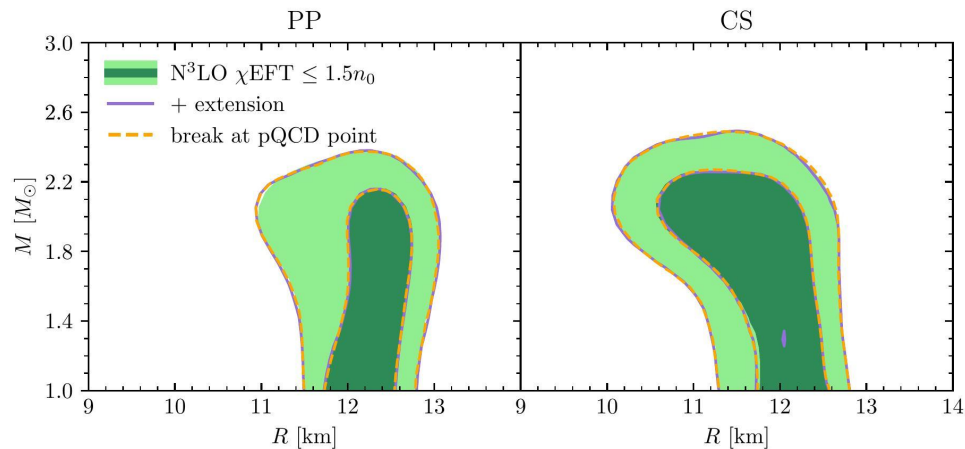 PP
CS
3.0
2.6
2.2
1.8
1.4
1.0
M [M⊙]
N³LO χEFT ≤ 1.5n₀
+ extension
break at pQCD point
9
10
11
12
13
9
10
11
12
13
14
R [km]
R [km]